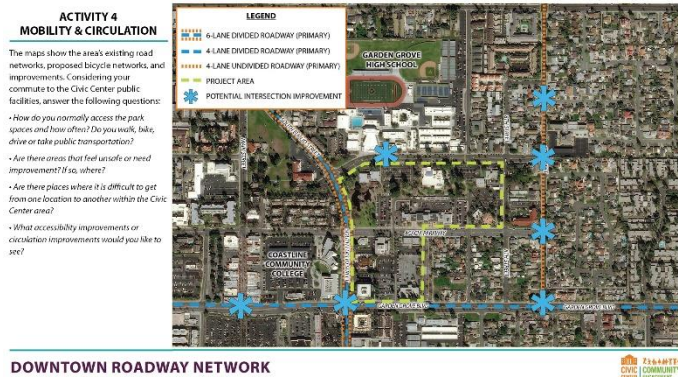 ACTIVITY 4
MOBILITY & CIRCULATION
The maps show the area's existing road
networks, proposed bicycle networks, and
improvements. Considering your
commute to the Civic Center public
facilities, answer the following questions:
• How do you normally access the park
spaces and how often? Do you walk, bike,
drive or take public transportation?
• Are there areas that feel unsafe or need
improvement? If so, where?
• Are there places where it is difficult to get
from one location to another within the Civic
Center area?
• What accessibility improvements or
circulation improvements would you like to
see?
LEGEND
6-LANE DIVIDED ROADWAY (PRIMARY)
4-LANE DIVIDED ROADWAY (PRIMARY)
4-LANE UNDIVIDED ROADWAY (PRIMARY)
PROJECT AREA
POTENTIAL INTERSECTION IMPROVEMENT
GARDEN GROVE
HIGH SCHOOL
COASTLINE
COMMUNITY
COLLEGE
GARDEN GROVE BLVD
GARDEN GROVE BLVD
DOWNTOWN ROADWAY NETWORK
CIVIC
COMMUNITY